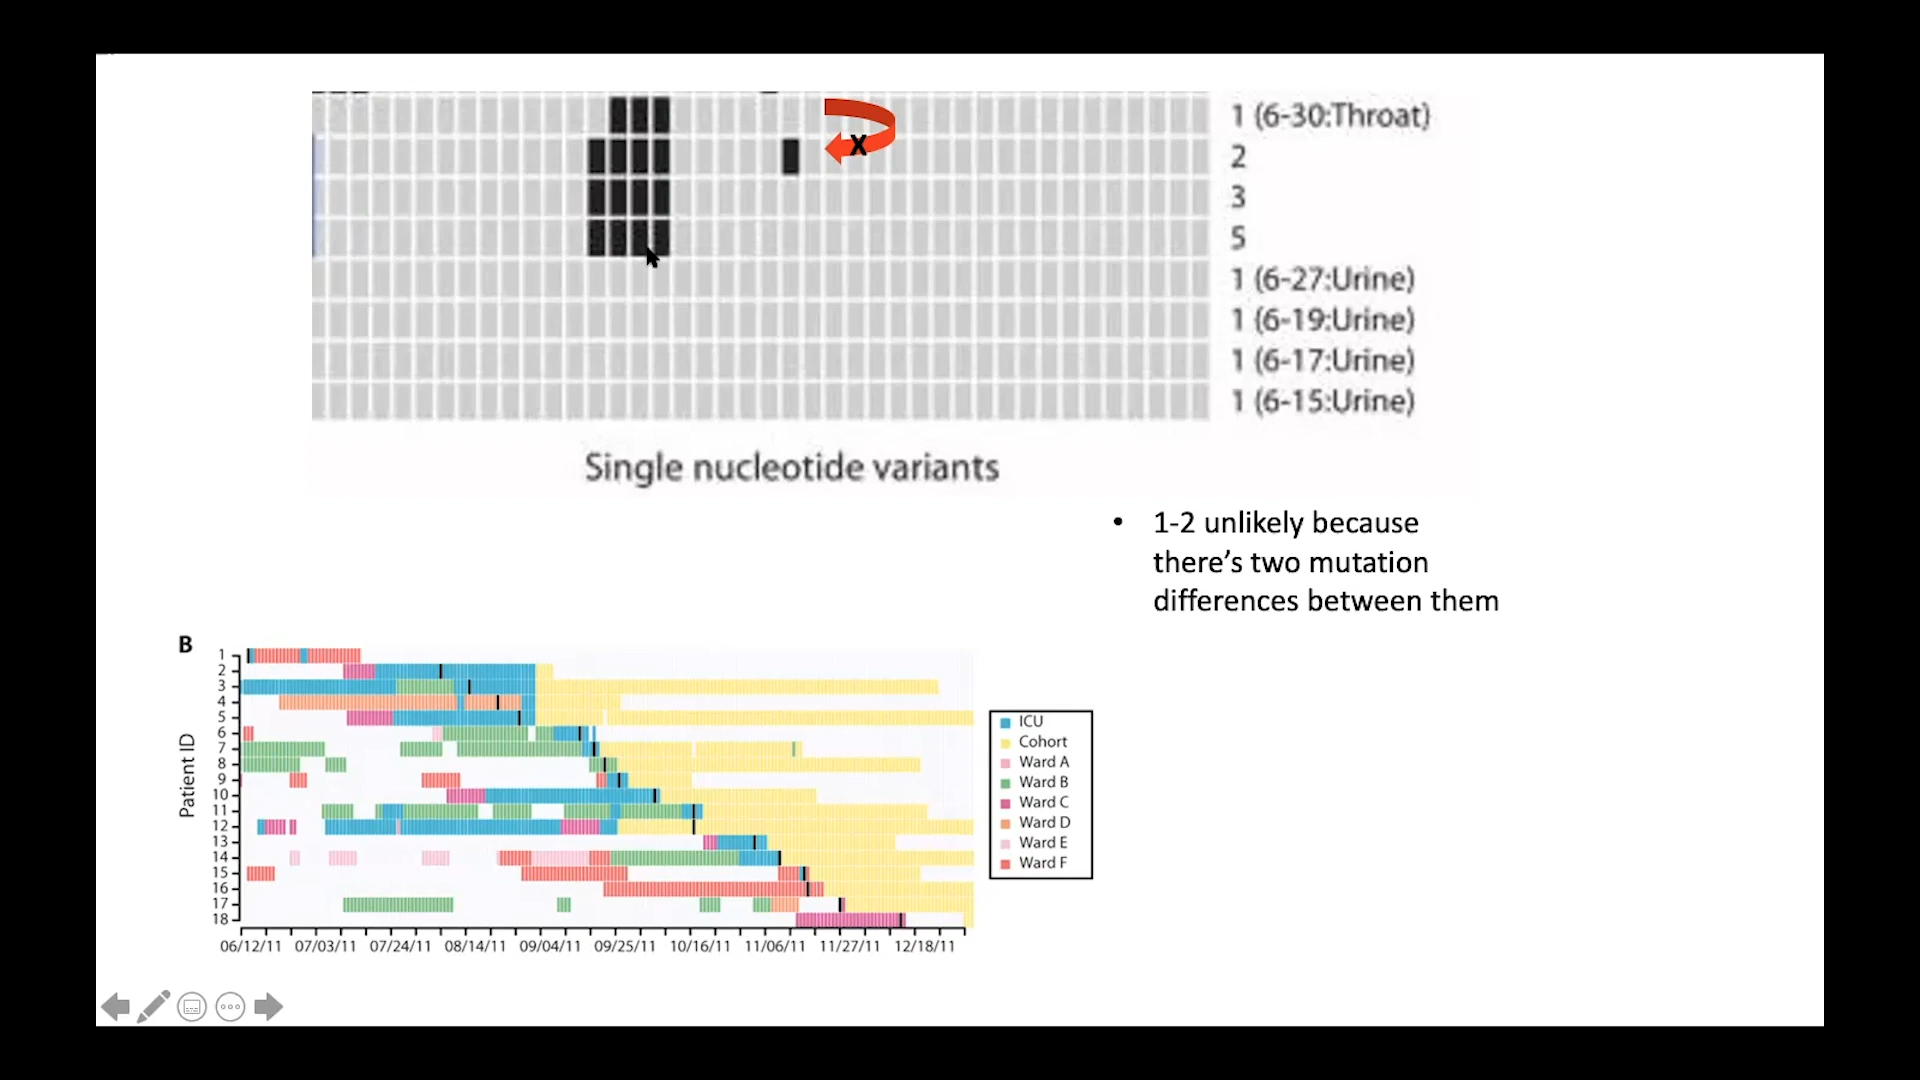 1 (6-30:Throat)
2
3
5
1 (6-27:Urine)
1 (6-19:Urine)
1 (6-17:Urine)
1 (6-15:Urine)
Single nucleotide variants
X
• 1-2 unlikely because
there’s two mutation
differences between them
B
Patient ID
1
2
3
4
5
6
7
8
9
10
11
12
13
14
15
16
17
18
06/12/11 07/03/11 07/24/11 08/14/11 09/04/11 09/25/11 10/16/11 11/06/11 11/27/11 12/18/11
ICU
Cohort
Ward A
Ward B
Ward C
Ward D
Ward E
Ward F